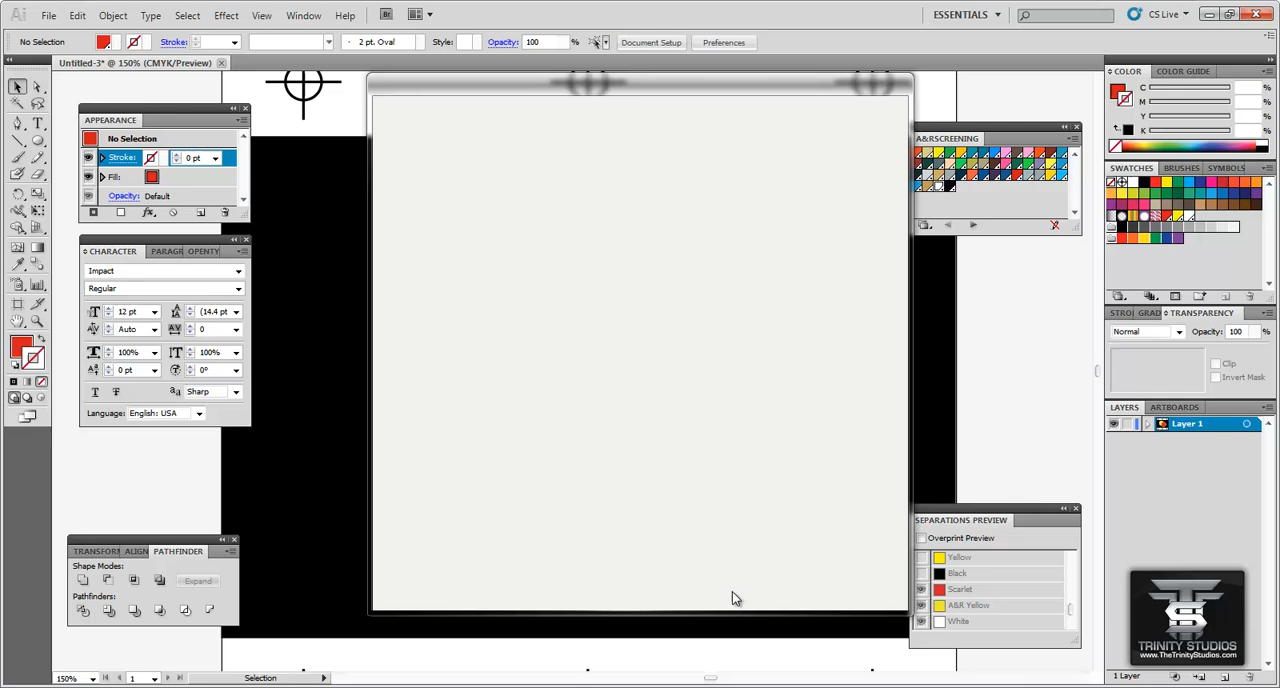 Ai File Edit Object Type Select Effect View Window Help Br ESSENTIALS CS Live
No Selection Stroke: 2 pt. Oval Style: Opacity: 100 % Document Setup Preferences
Untitled-3* @ 150% (CMYK/Preview)
APPEARANCE
No Selection
Stroke: 0 pt
Fill:
Opacity: Default
CHARACTER PARAGR OPENTY
Impact
Regular
12 pt (14.4 pt
Auto 0
100% 100%
0 pt 0°
Sharp
Language: English: USA
TRANSFORM ALIGN PATHFINDER
Shape Modes:
Expand
Pathfinders:
150% 1 Selection
A&RSCREENING
SEPARATIONS PREVIEW
Overprint Preview
Yellow
Black
Scarlet
A&R Yellow
White
COLOR COLOR GUIDE
C %
M %
Y %
K %
SWATCHES BRUSHES SYMBOLS
STRO GRAD TRANSPARENCY
Normal Opacity: 100 %
Clip
Invert Mask
LAYERS ARTBOARDS
Layer 1
TRINITY STUDIOS
www.TheTrinityStudios.com
1 Layer